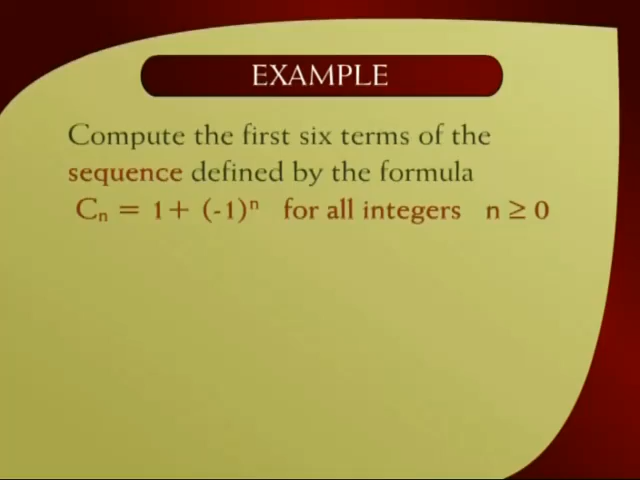 EXAMPLE
Compute the first six terms of the
sequence defined by the formula
Cₙ = 1+ (-1)ⁿ for all integers n ≥ 0